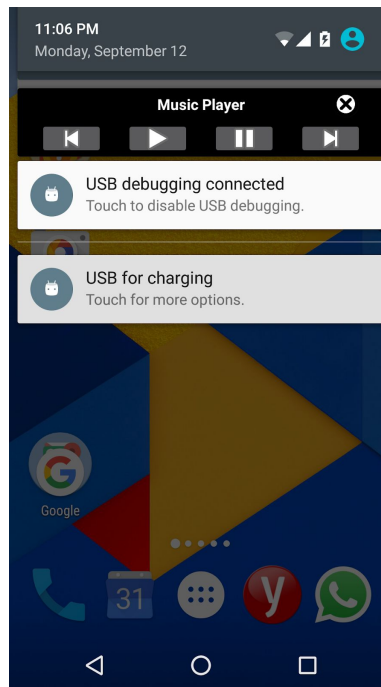 11:06 PM
Monday, September 12
Music Player
USB debugging connected
Touch to disable USB debugging.
USB for charging
Touch for more options.
Google
31